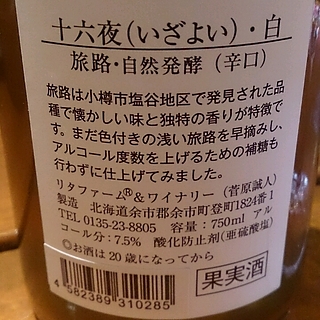 十六夜（いざよい）・白
旅路・自然発酵（辛口）
旅路は小樽市塩谷地区で発見された品
種で懐かしい味と独特の香りが特徴で
す。まだ色付きの浅い旅路を早摘みし、
アルコール度数を上げるための補糖も
行わずに仕上げてみました。
リタファーム®＆ワイナリー（菅原誠人）
製造　北海道余市郡余市町登町1824番1
TEL 0135-23-8805　容量：750ml アル
コール分：7.5%　酸化防止剤(亜硫酸塩)
◎お酒は20歳になってから
果実酒
4 582389 310285